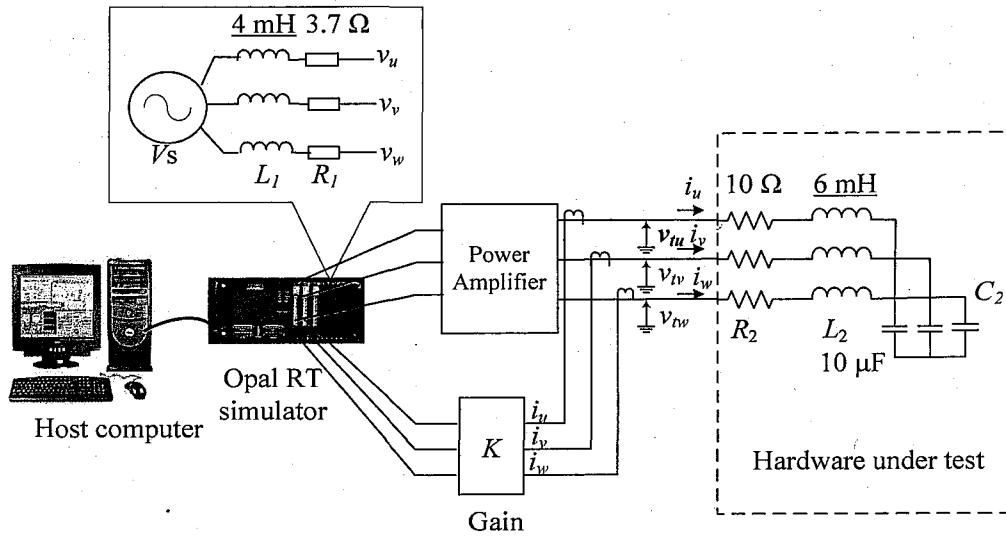 4 mH 3.7 Ω
v_u
v_v
v_w
Vs
L_1 R_1
Power
Amplifier
i_u
v_tu i_v
v_tv i_w
v_tw
10 Ω
6 mH
C_2
R_2
L_2
10 µF
Hardware under test
Opal RT
simulator
Host computer
K
i_u
i_v
i_w
Gain